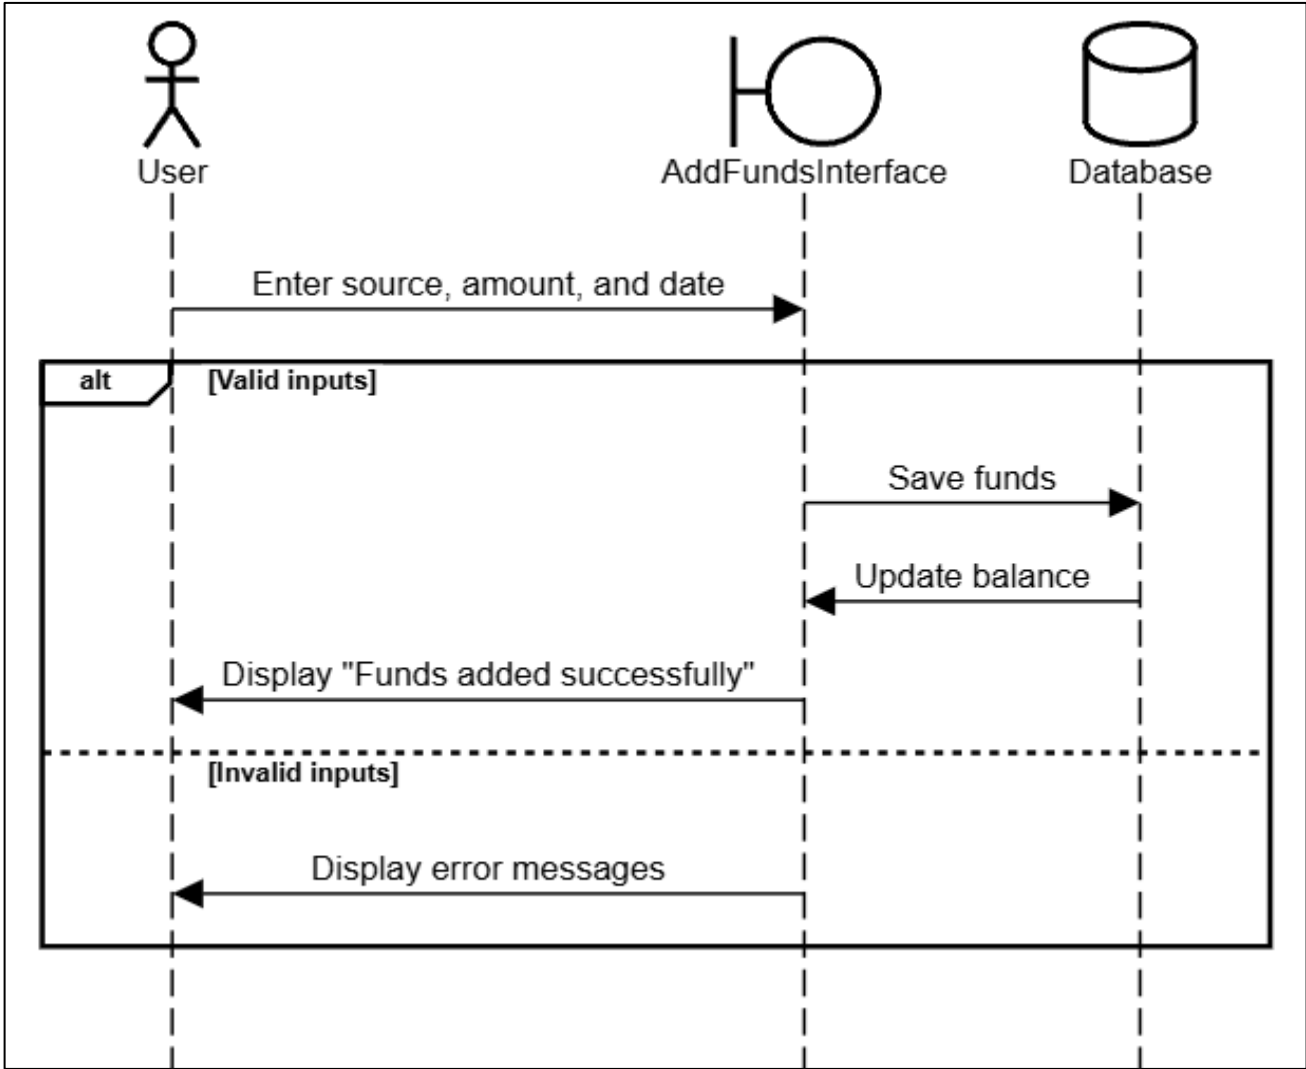 User
AddFundsInterface
Database
Enter source, amount, and date
alt
[Valid inputs]
Save funds
Update balance
Display "Funds added successfully"
[Invalid inputs]
Display error messages